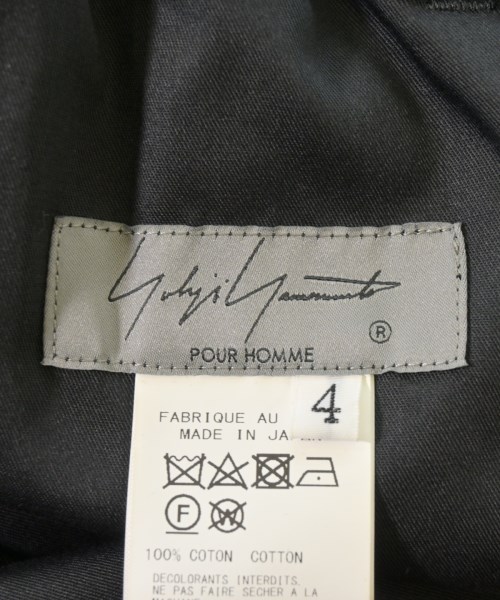 Yohji Yamamoto ®
POUR HOMME
4
FABRIQUE AU
MADE IN JAPAN
F
W
100% COTON COTTON
DECOLORANTS INTERDITS.
NE PAS FAIRE SECHER A LA